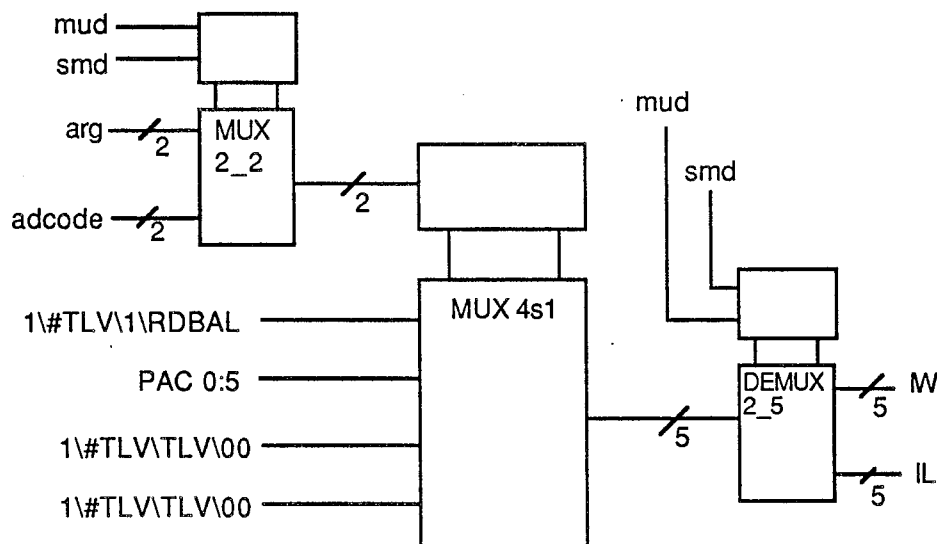 mud
smd
arg
2
MUX
2_2
adcode
2
2
mud
smd
1\#TLV\1\RDBAL
MUX 4s1
PAC 0:5
1\#TLV\TLV\00
1\#TLV\TLV\00
5
DEMUX
2_5
IW
5
IL
5